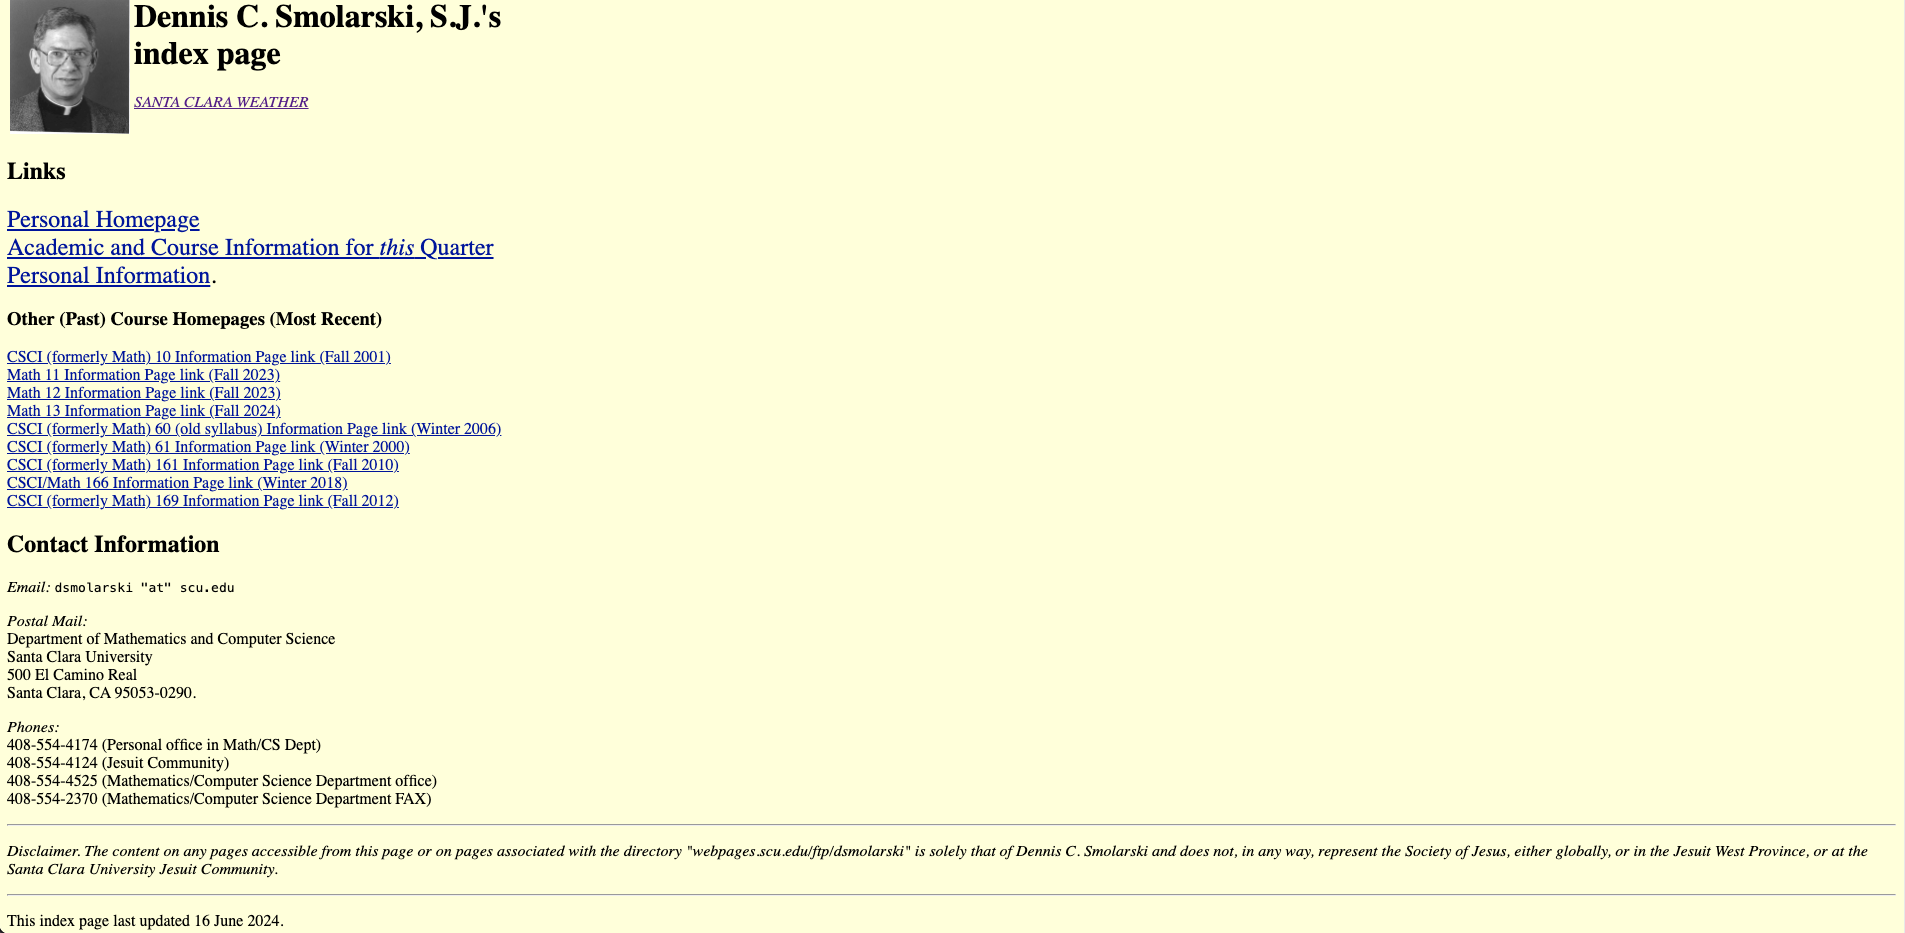 Dennis C. Smolarski, S.J.'s
index page
SANTA CLARA WEATHER
Links
Personal Homepage
Academic and Course Information for this Quarter
Personal Information.
Other (Past) Course Homepages (Most Recent)
CSCI (formerly Math) 10 Information Page link (Fall 2001)
Math 11 Information Page link (Fall 2023)
Math 12 Information Page link (Fall 2023)
Math 13 Information Page link (Fall 2024)
CSCI (formerly Math) 60 (old syllabus) Information Page link (Winter 2006)
CSCI (formerly Math) 61 Information Page link (Winter 2000)
CSCI (formerly Math) 161 Information Page link (Fall 2010)
CSCI/Math 166 Information Page link (Winter 2018)
CSCI (formerly Math) 169 Information Page link (Fall 2012)
Contact Information
Email: dsmolarski "at" scu.edu
Postal Mail:
Department of Mathematics and Computer Science
Santa Clara University
500 El Camino Real
Santa Clara, CA 95053-0290.
Phones:
408-554-4174 (Personal office in Math/CS Dept)
408-554-4124 (Jesuit Community)
408-554-4525 (Mathematics/Computer Science Department office)
408-554-2370 (Mathematics/Computer Science Department FAX)
Disclaimer. The content on any pages accessible from this page or on pages associated with the directory "webpages.scu.edu/ftp/dsmolarski" is solely that of Dennis C. Smolarski and does not, in any way, represent the Society of Jesus, either globally, or in the Jesuit West Province, or at the
Santa Clara University Jesuit Community.
This index page last updated 16 June 2024.